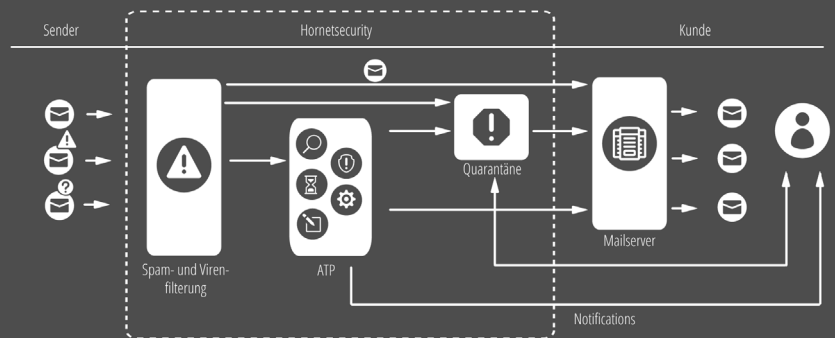 Sender
Hornetsecurity
Kunde
Quarantäne
Mailserver
Spam- und Viren-
filterung
ATP
Notifications